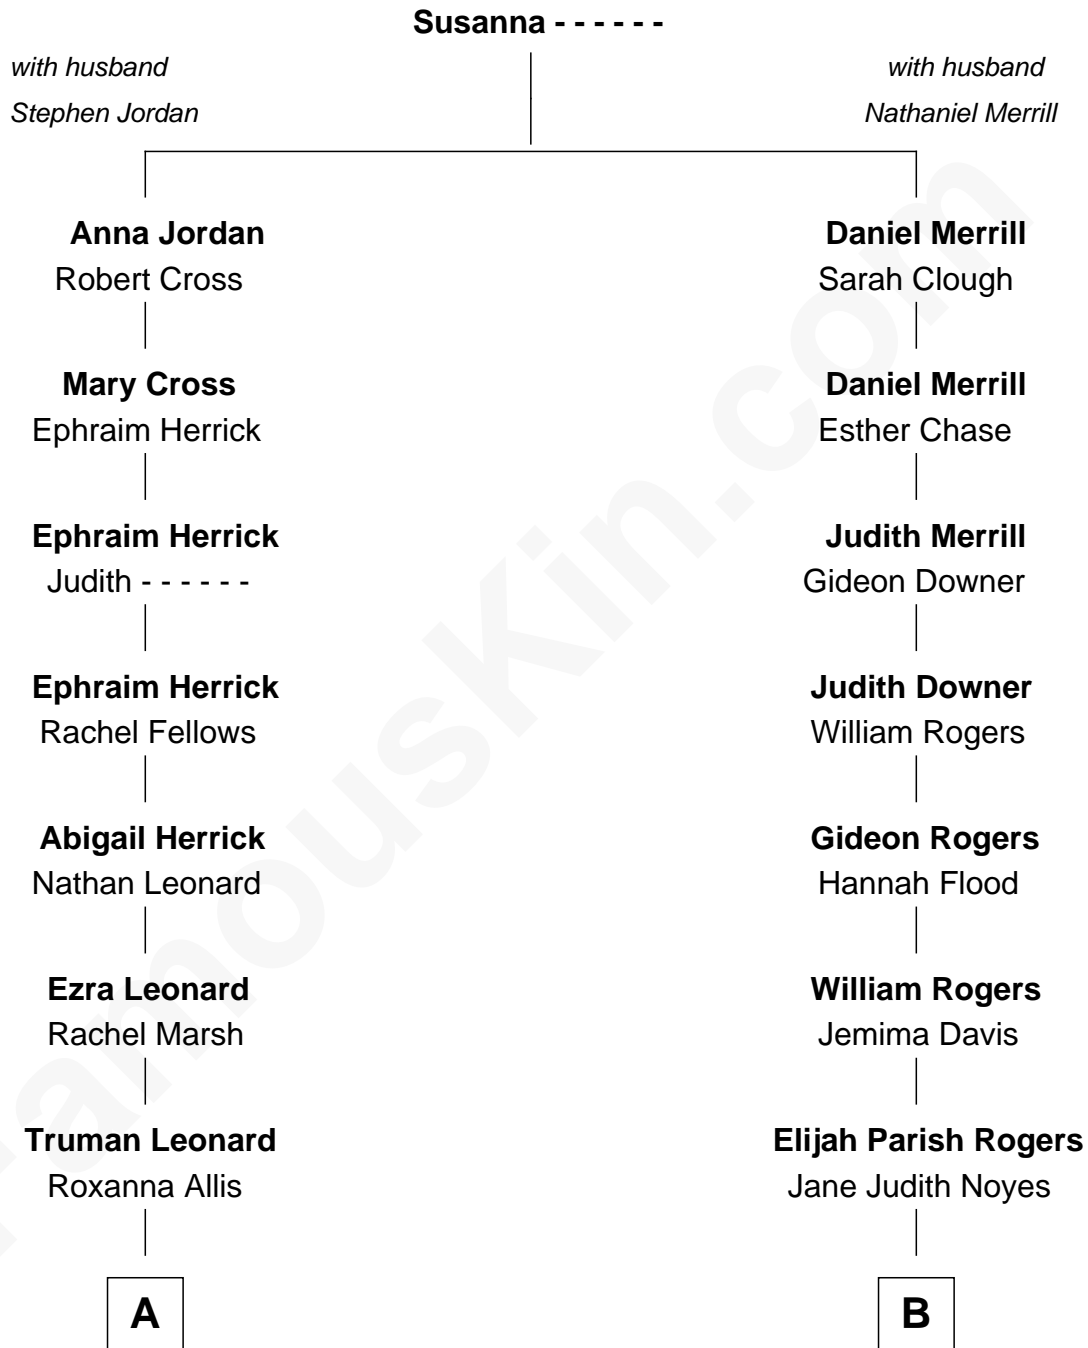 Susanna - - - - - -
with husband
Stephen Jordan
with husband
Nathaniel Merrill
Anna Jordan
Robert Cross
Daniel Merrill
Sarah Clough
Mary Cross
Ephraim Herrick
Daniel Merrill
Esther Chase
Ephraim Herrick
Judith - - - - - -
Judith Merrill
Gideon Downer
Ephraim Herrick
Rachel Fellows
Judith Downer
William Rogers
Abigail Herrick
Nathan Leonard
Gideon Rogers
Hannah Flood
Ezra Leonard
Rachel Marsh
William Rogers
Jemima Davis
Truman Leonard
Roxanna Allis
Elijah Parish Rogers
Jane Judith Noyes
A
B
FamousKin.com